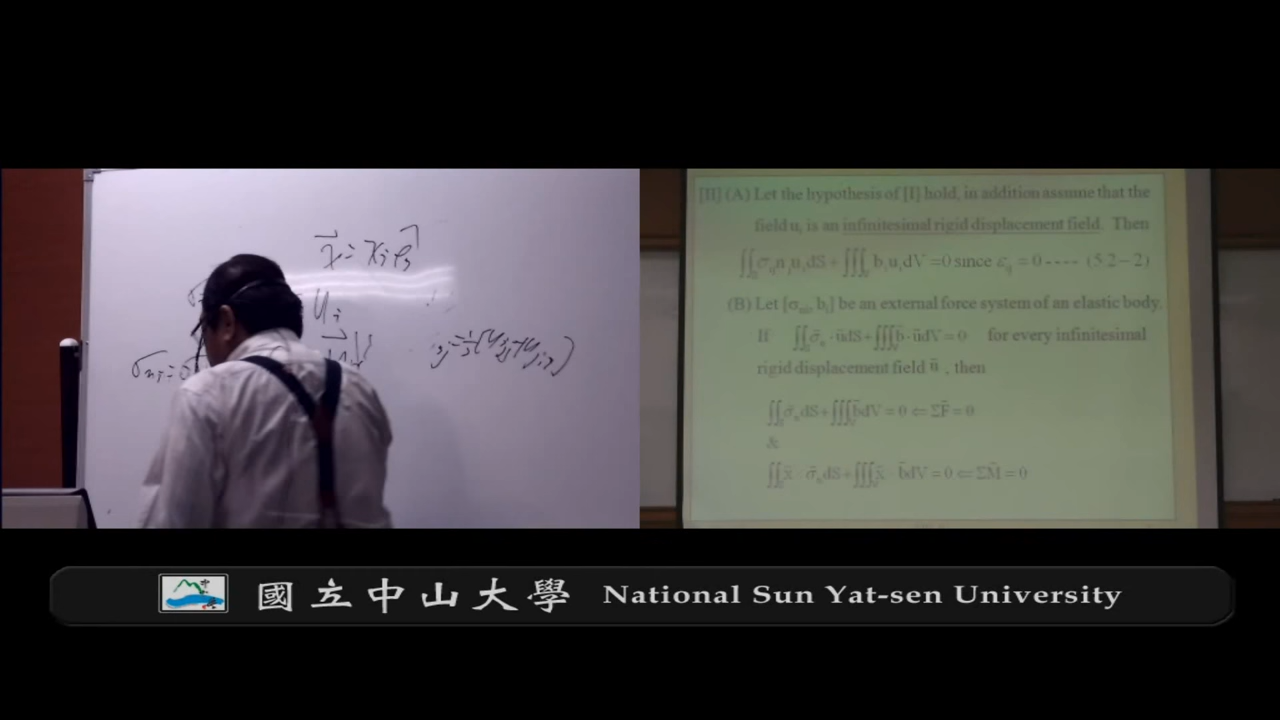 x⃗ = xᵢ e⃗ᵢ
uᵢ
[II] (A) Let the hypothesis of [I] hold, in addition assume that the
field uᵢ is an infinitesimal rigid displacement field. Then
∬ σᵢⱼnⱼuᵢdS + ∭ bᵢuᵢdV = 0 since εᵢⱼ = 0 ---- (5.2-2)
(B) Let [σₙᵢ, bᵢ] be an external force system of an elastic body.
If ∬ σ⃗ₙ · u⃗dS + ∭ b⃗ · u⃗dV = 0 for every infinitesimal
rigid displacement field u⃗, then
∬ σ⃗ₙdS + ∭ b⃗dV = 0 ⇐ ΣF⃗ = 0
&
∬ x⃗ · σ⃗ₙdS + ∭ x⃗ · b⃗dV = 0 ⇐ ΣM⃗ = 0
國立中山大學 National Sun Yat-sen University